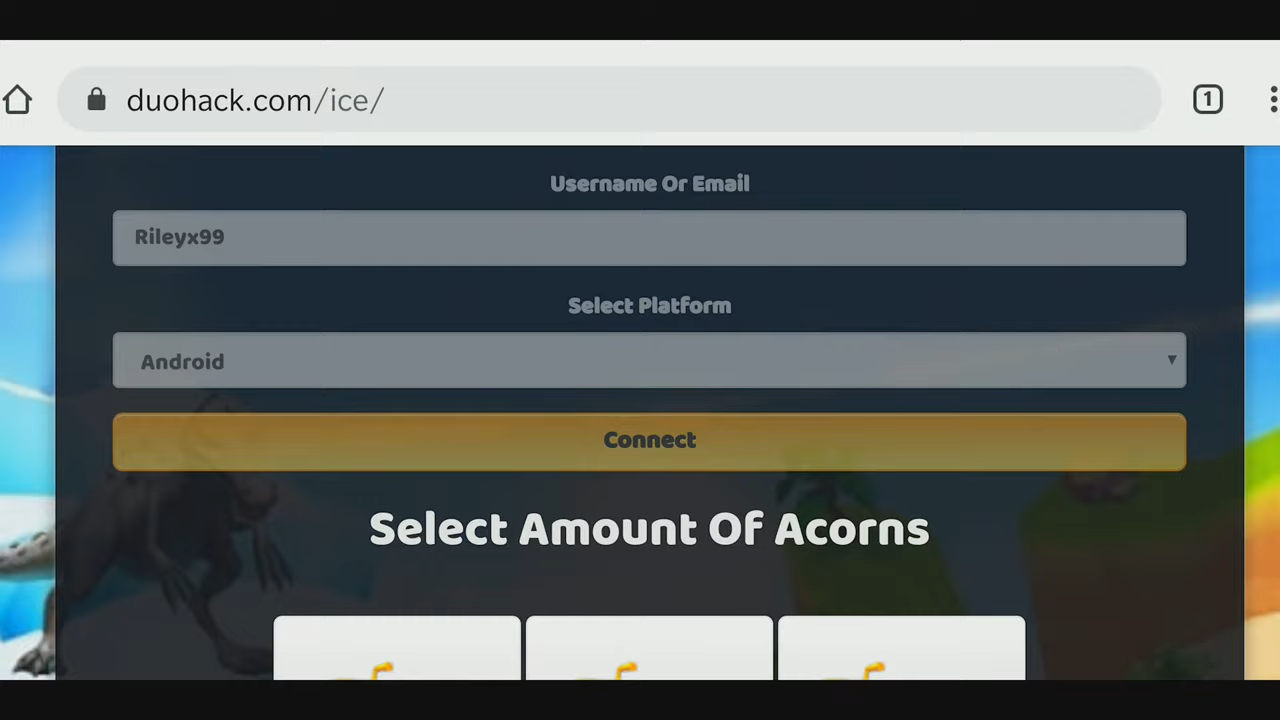 duohack.com/ice/
1
Username Or Email
Rileyx99
Select Platform
Android
Connect
Select Amount Of Acorns